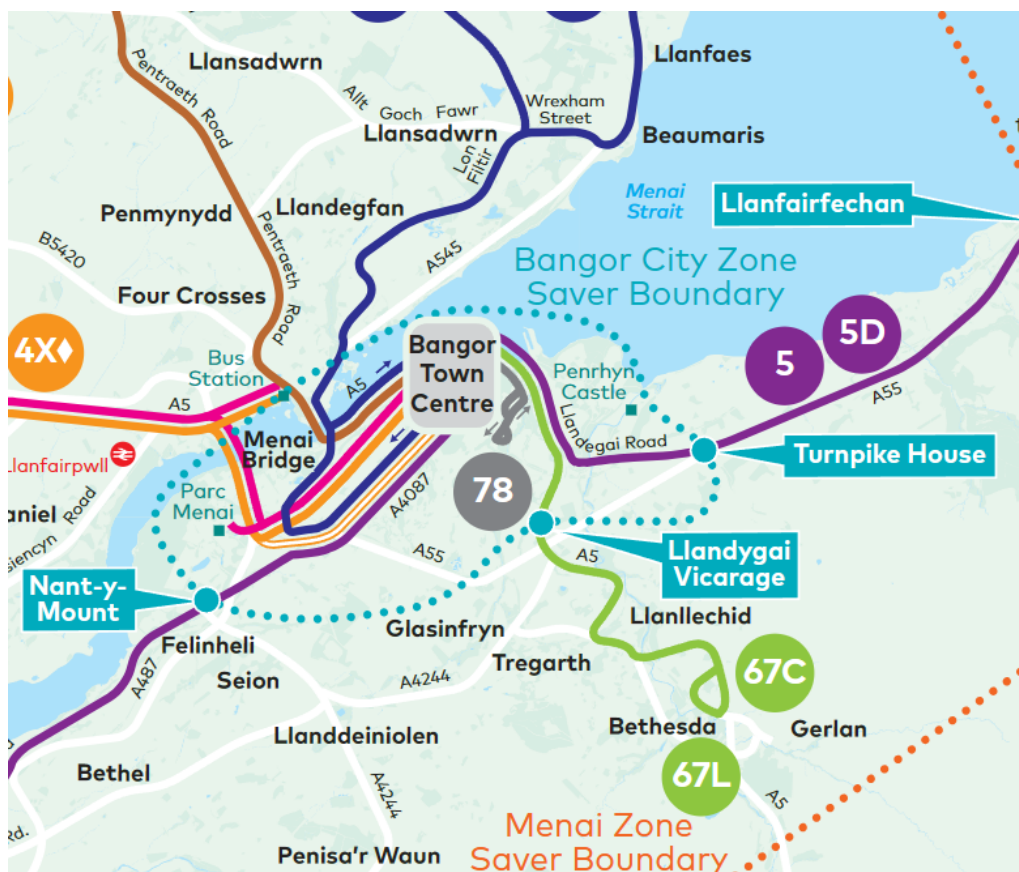 Llansadwrn
Pentraeth Road
Allt
Goch Fawr
Llansadwrn
Wrexham
Street
Llanfaes
Beaumaris
Lon
Filtir
Menai
Strait
Llanfairfechan
Penmynydd
Llandegfan
Pentraeth Road
B5420
A545
Bangor City Zone
Saver Boundary
Four Crosses
4X♦
Bus
Station
A5
Bangor
Town
Centre
Penrhyn
Castle
5
5D
A55
A5
Llandegai Road
Menai
Bridge
Llanfairpwll
Turnpike House
78
A4087
Parc
Menai
aniel
Road
siencyn
A55
A5
Llandygai
Vicarage
Nant-y-
Mount
Llanllechid
Glasinfryn
Felinheli
Tregarth
A487
Seion
A4244
67C
Bethesda
Gerlan
Llanddeiniolen
Bethel
67L
A4244
A5
Rd.
Menai Zone
Saver Boundary
Penisa'r Waun